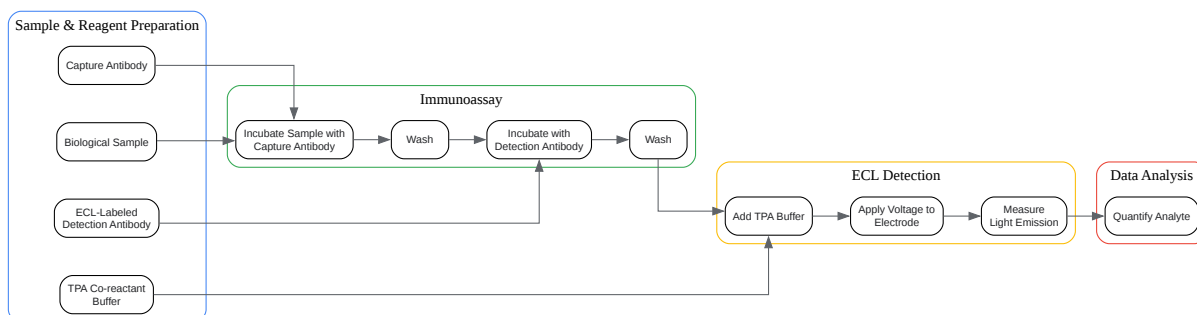 Sample & Reagent Preparation
Capture Antibody
Biological Sample
ECL-Labeled
Detection Antibody
TPA Co-reactant
Buffer
Immunoassay
Incubate Sample with
Capture Antibody
Wash
Incubate with
Detection Antibody
Wash
ECL Detection
Add TPA Buffer
Apply Voltage to
Electrode
Measure
Light Emission
Data Analysis
Quantify Analyte